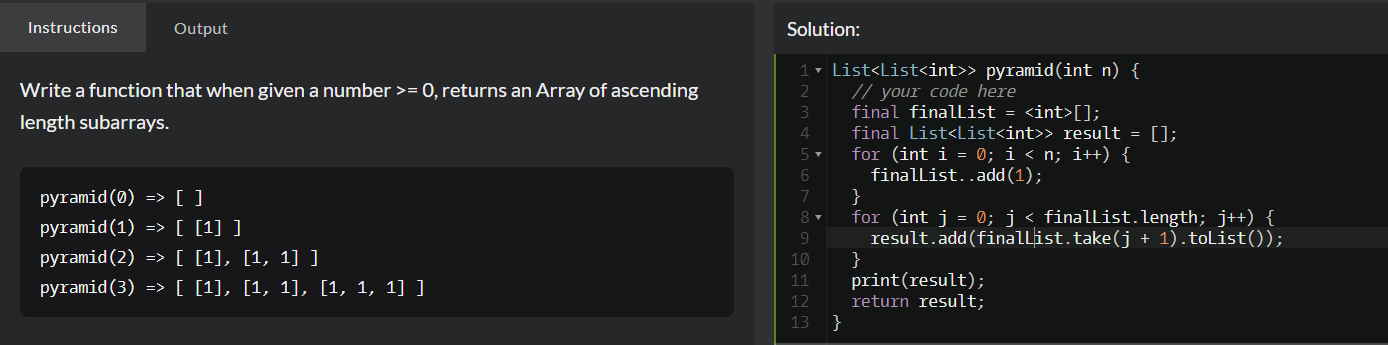 Instructions
Output
Write a function that when given a number >= 0, returns an Array of ascending
length subarrays.
pyramid(0) => [ ]
pyramid(1) => [ [1] ]
pyramid(2) => [ [1], [1, 1] ]
pyramid(3) => [ [1], [1, 1], [1, 1, 1] ]
Solution:
1 List<List<int>> pyramid(int n) {
2   // your code here
3   final finalList = <int>[];
4   final List<List<int>> result = [];
5   for (int i = 0; i < n; i++) {
6     finalList..add(1);
7   }
8   for (int j = 0; j < finalList.length; j++) {
9     result.add(finalList.take(j + 1).toList());
10   }
11   print(result);
12   return result;
13 }